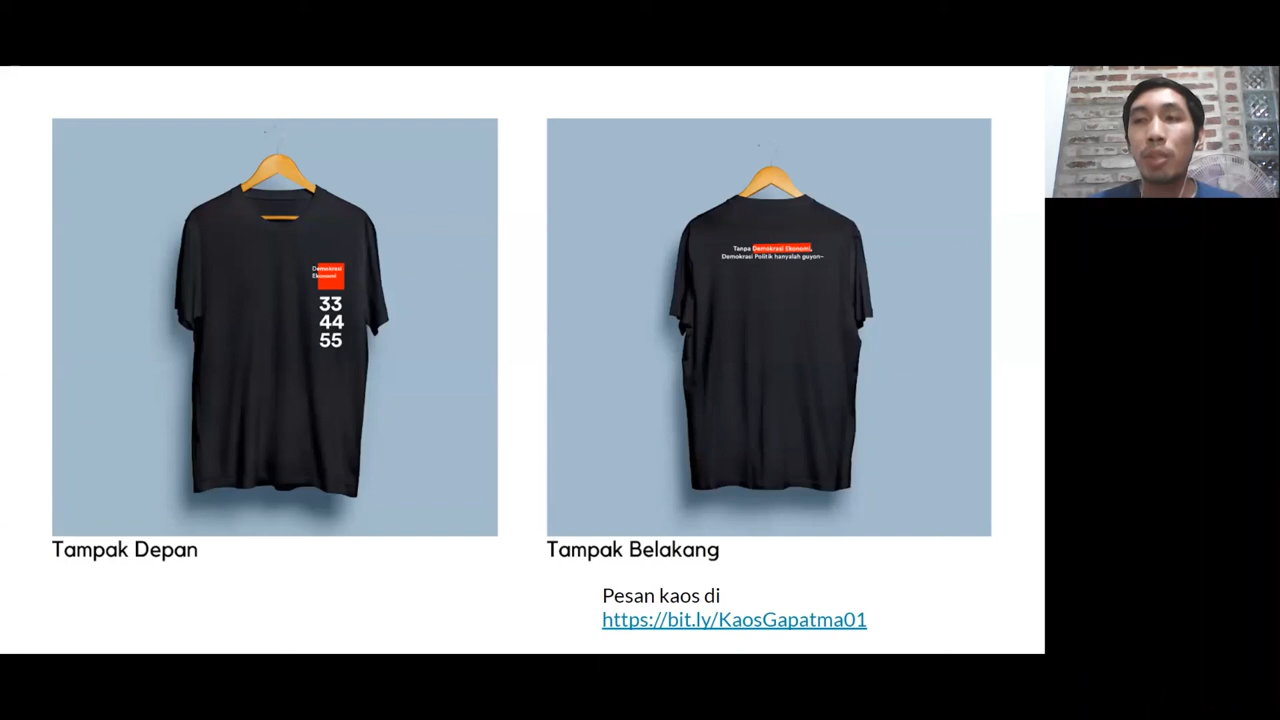 Demokrasi
Ekonomi
33
44
55
Tanpa Demokrasi Ekonomi,
Demokrasi Politik hanyalah guyon~
Tampak Depan
Tampak Belakang
Pesan kaos di
https://bit.ly/KaosGapatma01